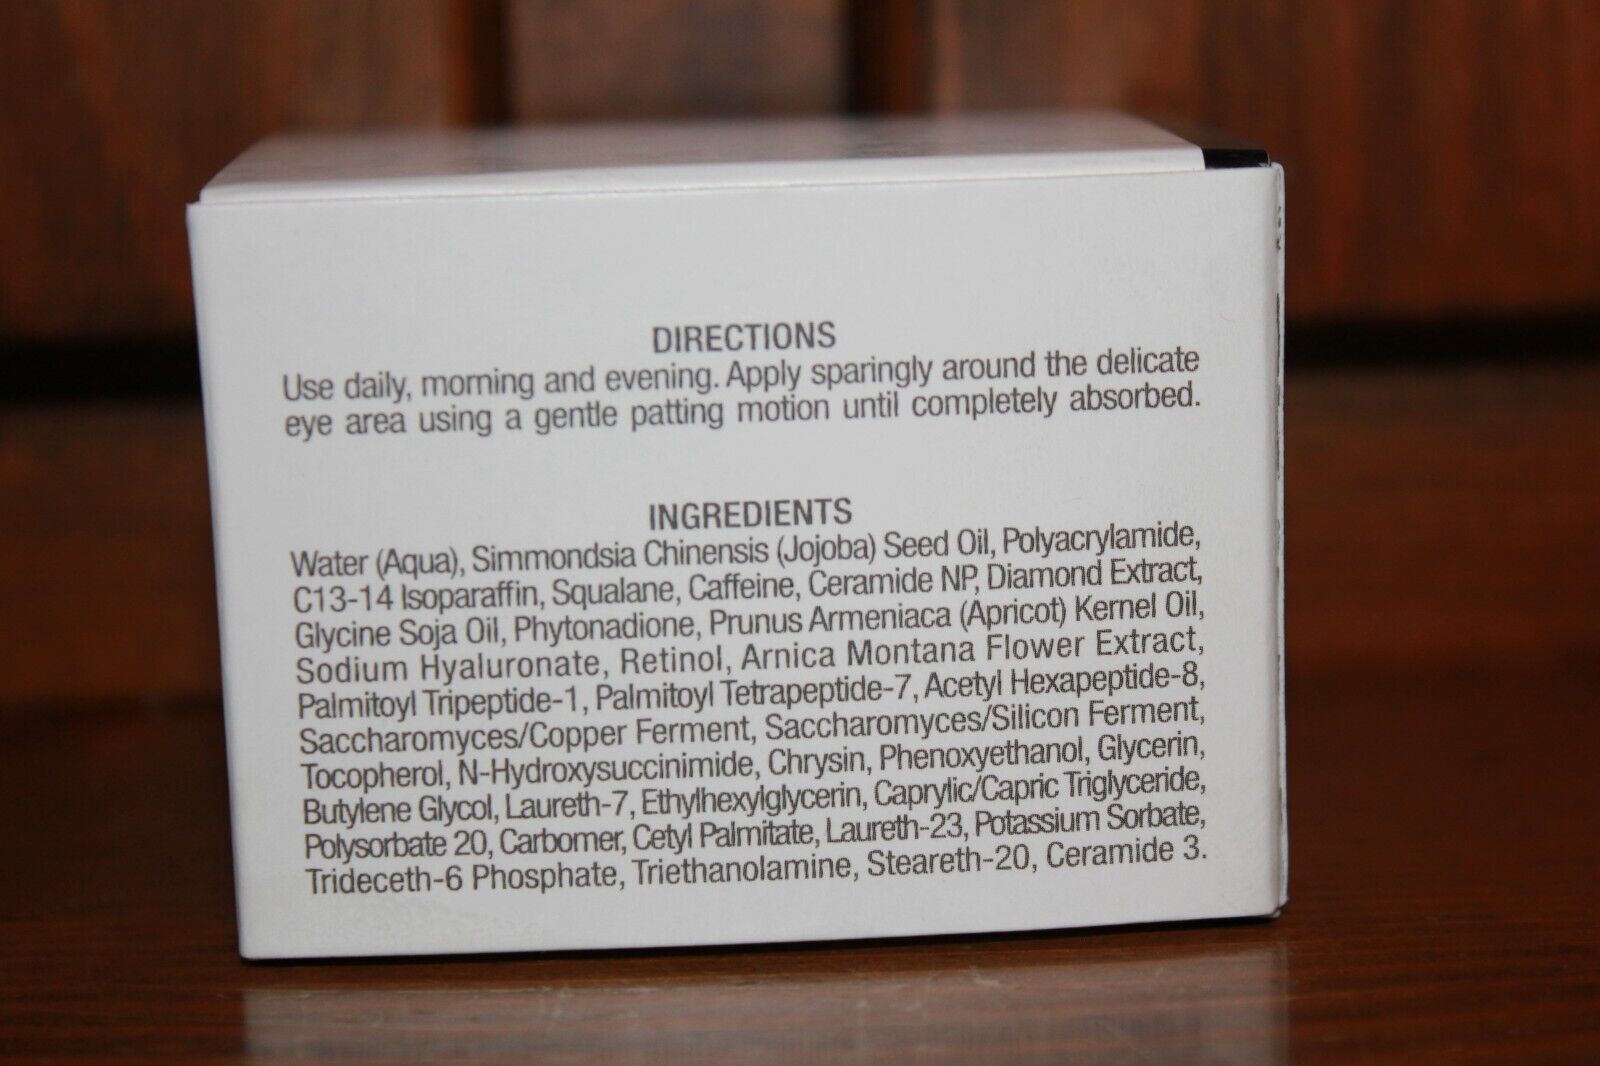 DIRECTIONS
Use daily, morning and evening. Apply sparingly around the delicate
eye area using a gentle patting motion until completely absorbed.
INGREDIENTS
Water (Aqua), Simmondsia Chinensis (Jojoba) Seed Oil, Polyacrylamide,
C13-14 Isoparaffin, Squalane, Caffeine, Ceramide NP, Diamond Extract,
Glycine Soja Oil, Phytonadione, Prunus Armeniaca (Apricot) Kernel Oil,
Sodium Hyaluronate, Retinol, Arnica Montana Flower Extract,
Palmitoyl Tripeptide-1, Palmitoyl Tetrapeptide-7, Acetyl Hexapeptide-8,
Saccharomyces/Copper Ferment, Saccharomyces/Silicon Ferment,
Tocopherol, N-Hydroxysuccinimide, Chrysin, Phenoxyethanol, Glycerin,
Butylene Glycol, Laureth-7, Ethylhexylglycerin, Caprylic/Capric Triglyceride,
Polysorbate 20, Carbomer, Cetyl Palmitate, Laureth-23, Potassium Sorbate,
Trideceth-6 Phosphate, Triethanolamine, Steareth-20, Ceramide 3.